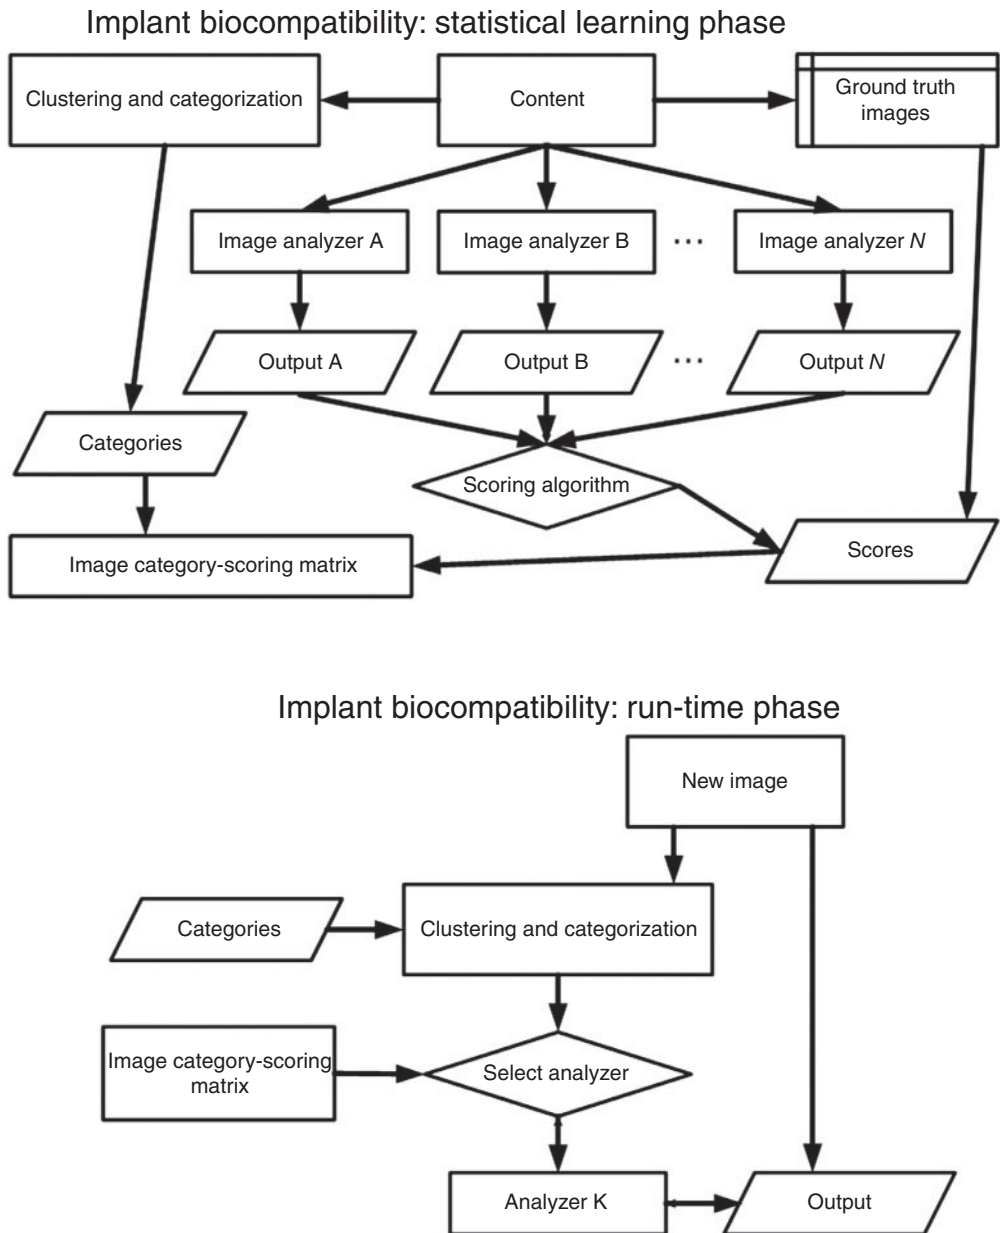 Implant biocompatibility: statistical learning phase
Clustering and categorization
Content
Ground truth
images
Image analyzer A
Image analyzer B
...
Image analyzer N
Output A
Output B
...
Output N
Categories
Scoring algorithm
Image category-scoring matrix
Scores
Implant biocompatibility: run-time phase
New image
Categories
Clustering and categorization
Image category-scoring
matrix
Select analyzer
Analyzer K
Output